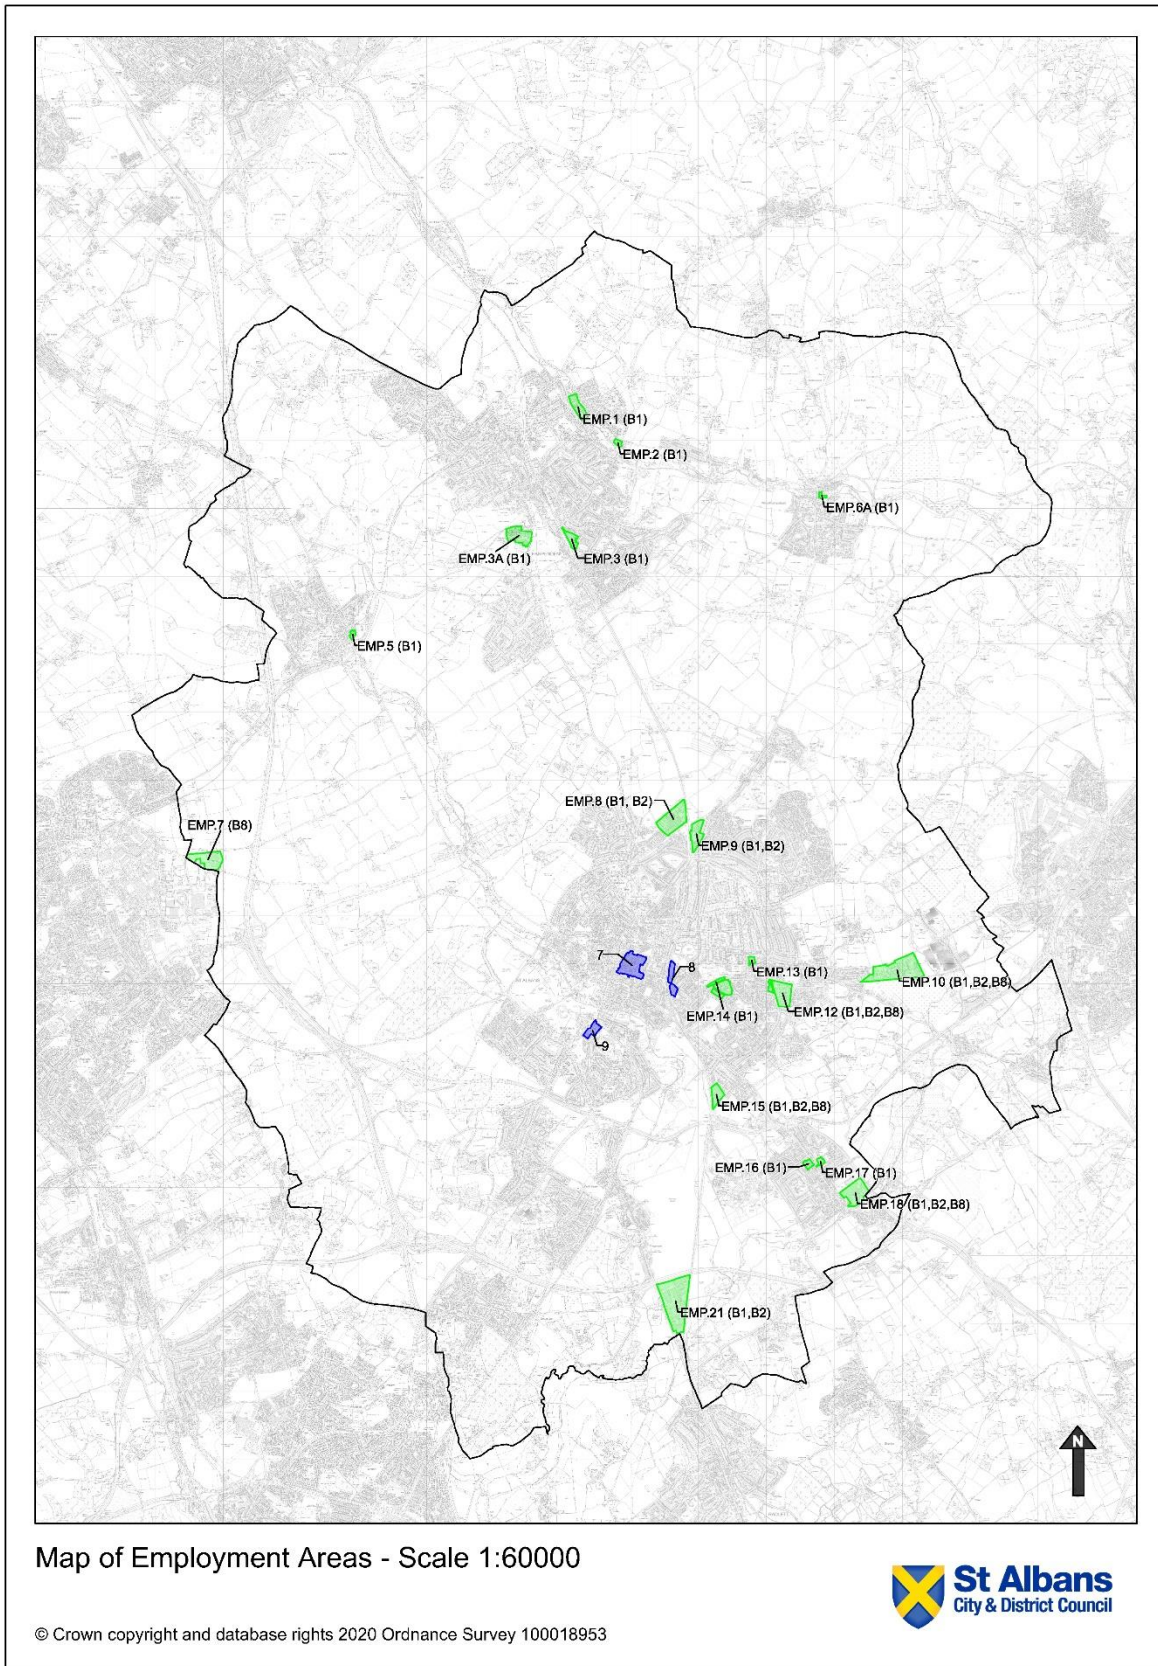 EMP.1 (B1)
EMP.2 (B1)
EMP.6A (B1)
EMP.3A (B1)
EMP.3 (B1)
EMP.5 (B1)
EMP.8 (B1, B2)
EMP.7 (B8)
EMP.9 (B1,B2)
7
8
EMP.13 (B1)
EMP.10 (B1,B2,B8)
EMP.14 (B1)
EMP.12 (B1,B2,B8)
9
EMP.15 (B1,B2,B8)
EMP.16 (B1)
EMP.17 (B1)
EMP.18 (B1,B2,B8)
EMP.21 (B1,B2)
N
Map of Employment Areas - Scale 1:60000
St Albans
City & District Council
© Crown copyright and database rights 2020 Ordnance Survey 100018953